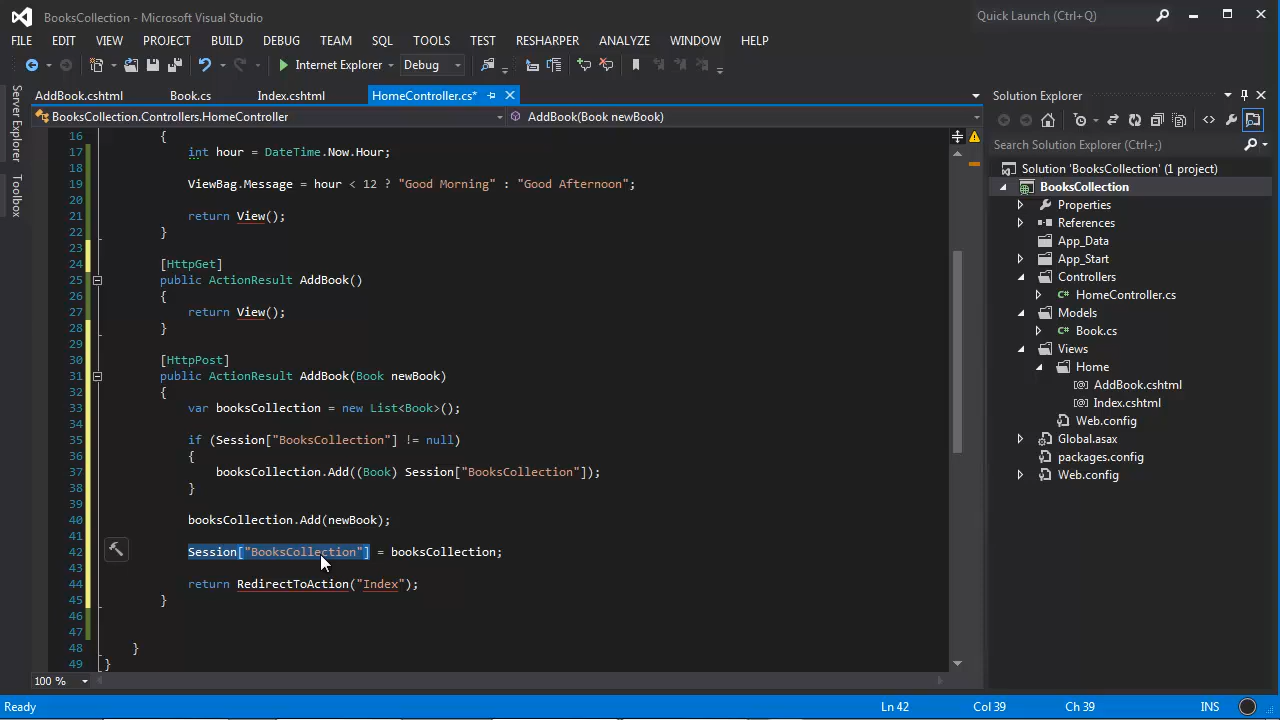 BooksCollection - Microsoft Visual Studio
Quick Launch (Ctrl+Q)
FILE EDIT VIEW PROJECT BUILD DEBUG TEAM SQL TOOLS TEST RESHARPER ANALYZE WINDOW HELP
Internet Explorer Debug
Server Explorer
Toolbox
AddBook.cshtml Book.cs Index.cshtml HomeController.cs*
BooksCollection.Controllers.HomeController AddBook(Book newBook)
16 {
17 int hour = DateTime.Now.Hour;
18
19 ViewBag.Message = hour < 12 ? "Good Morning" : "Good Afternoon";
20
21 return View();
22 }
23
24 [HttpGet]
25 public ActionResult AddBook()
26 {
27 return View();
28 }
29
30 [HttpPost]
31 public ActionResult AddBook(Book newBook)
32 {
33 var booksCollection = new List<Book>();
34
35 if (Session["BooksCollection"] != null)
36 {
37 booksCollection.Add((Book) Session["BooksCollection"]);
38 }
39
40 booksCollection.Add(newBook);
41
42 Session["BooksCollection"] = booksCollection;
43
44 return RedirectToAction("Index");
45 }
46
47
48 }
49 }
100 %
Solution Explorer
Search Solution Explorer (Ctrl+;)
Solution 'BooksCollection' (1 project)
BooksCollection
Properties
References
App_Data
App_Start
Controllers
C# HomeController.cs
Models
C# Book.cs
Views
Home
AddBook.cshtml
Index.cshtml
Web.config
Global.asax
packages.config
Web.config
Ready Ln 42 Col 39 Ch 39 INS